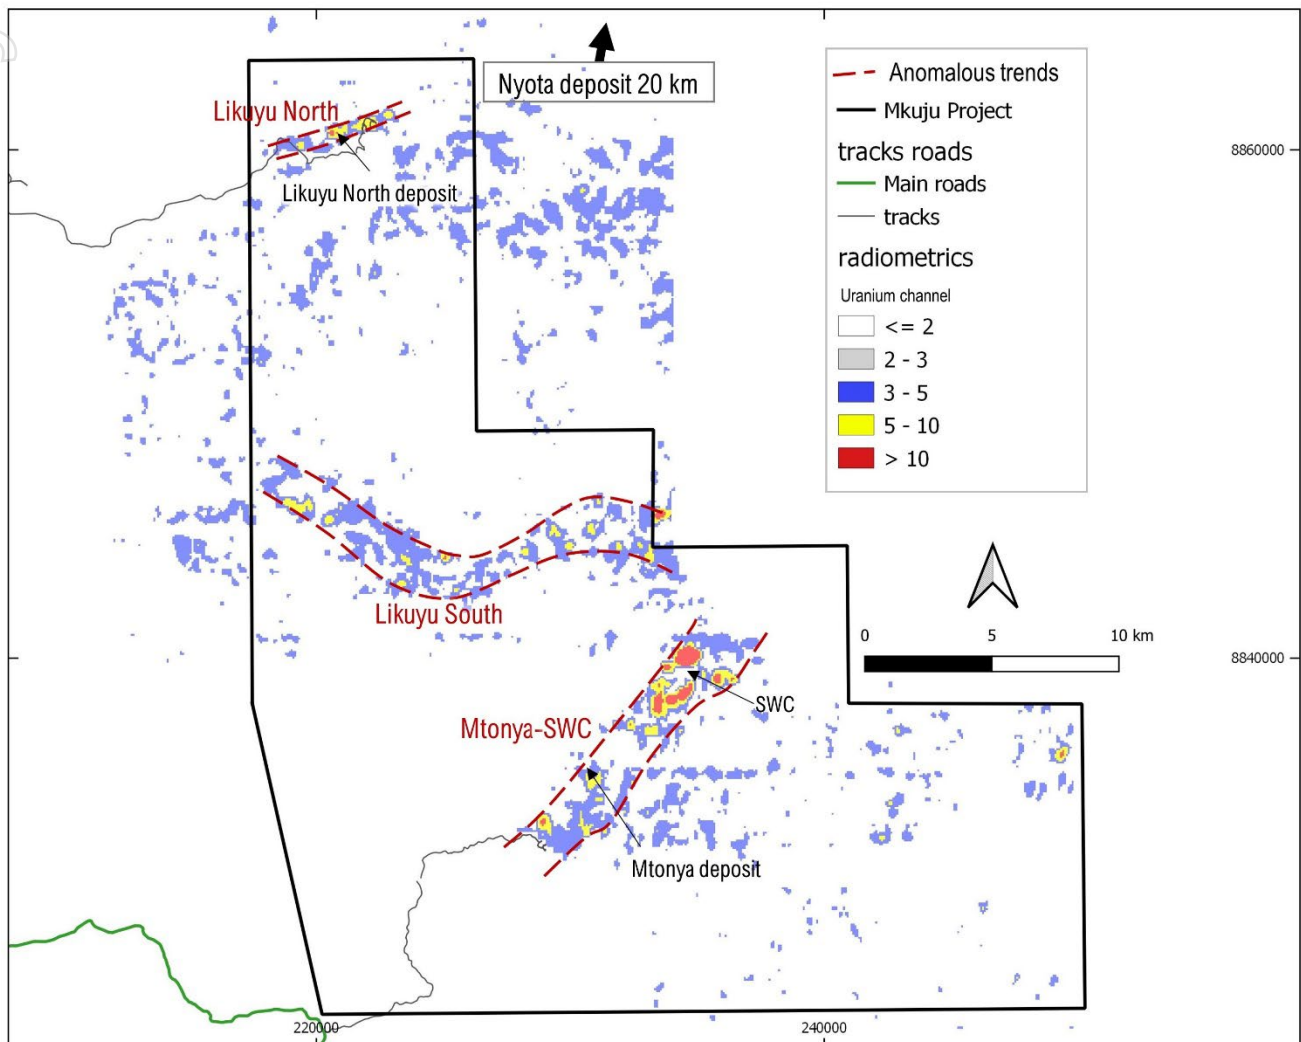 Nyota deposit 20 km
Likuyu North
Likuyu North deposit
Anomalous trends
Mkuju Project
tracks roads
Main roads
tracks
radiometrics
Uranium channel
<= 2
2 - 3
3 - 5
5 - 10
> 10
8860000
Likuyu South
0 5 10 km
8840000
SWC
Mtonya-SWC
Mtonya deposit
220000 240000